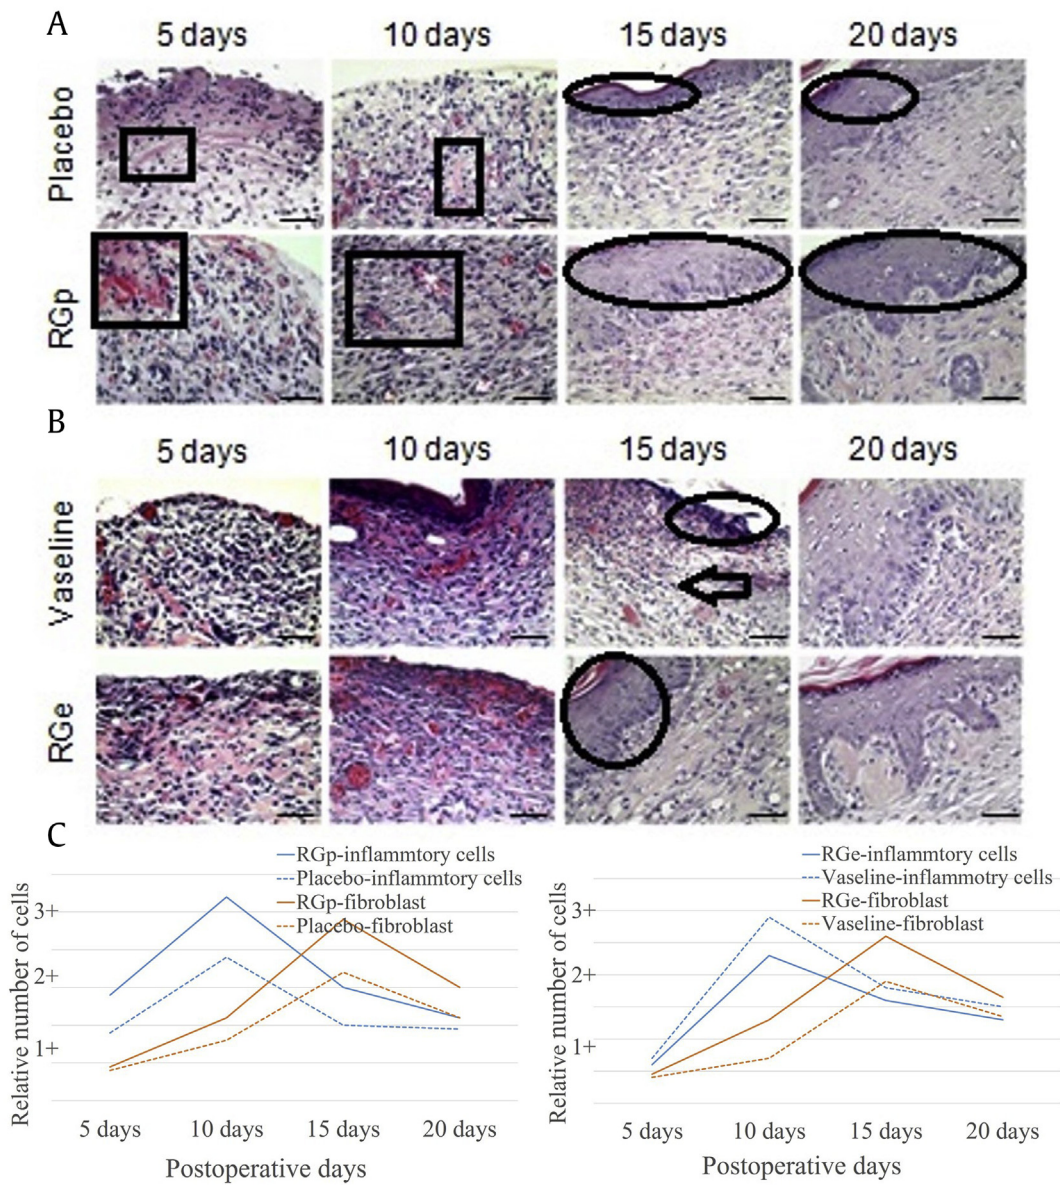 A
5 days 10 days 15 days 20 days
Placebo
RGp
B
5 days 10 days 15 days 20 days
Vaseline
RGe
C
RGp-inflammtory cells
Placebo-inflammtory cells
RGp-fibroblast
Placebo-fibroblast
Relative number of cells
3+
2+
1+
5 days 10 days 15 days 20 days
Postoperative days
RGe-inflammtory cells
Vaseline-inflammotry cells
RGe-fibroblast
Vaseline-fibroblast
Relative number of cells
3+
2+
1+
5 days 10 days 15 days 20 days
Postoperative days